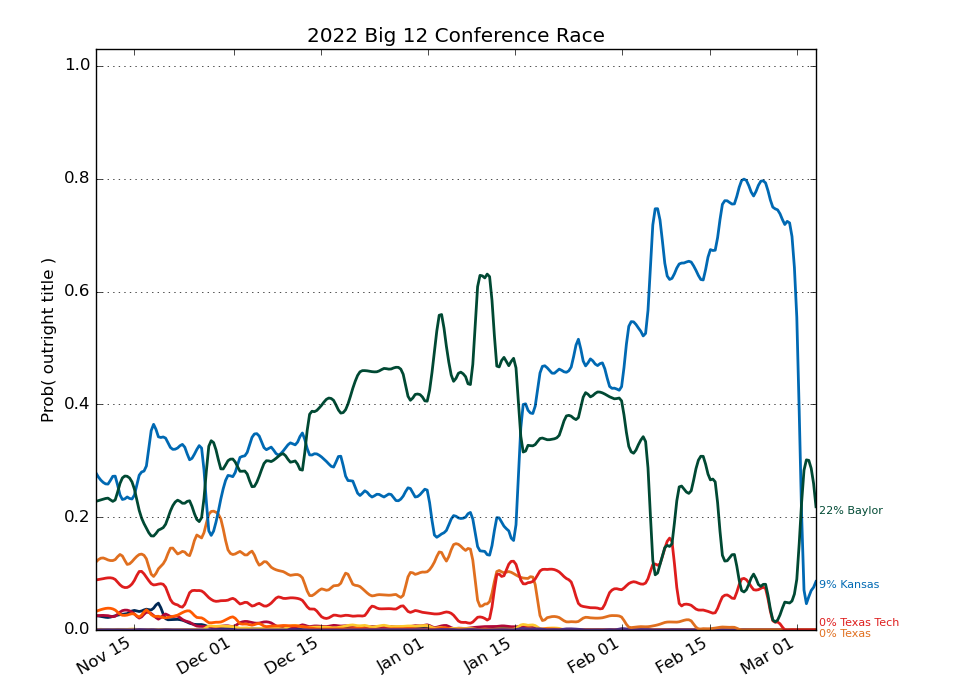 2022 Big 12 Conference Race
Prob( outright title )
1.0
0.8
0.6
0.4
0.2
0.0
Nov 15
Dec 01
Dec 15
Jan 01
Jan 15
Feb 01
Feb 15
Mar 01
22% Baylor
9% Kansas
0% Texas Tech
0% Texas